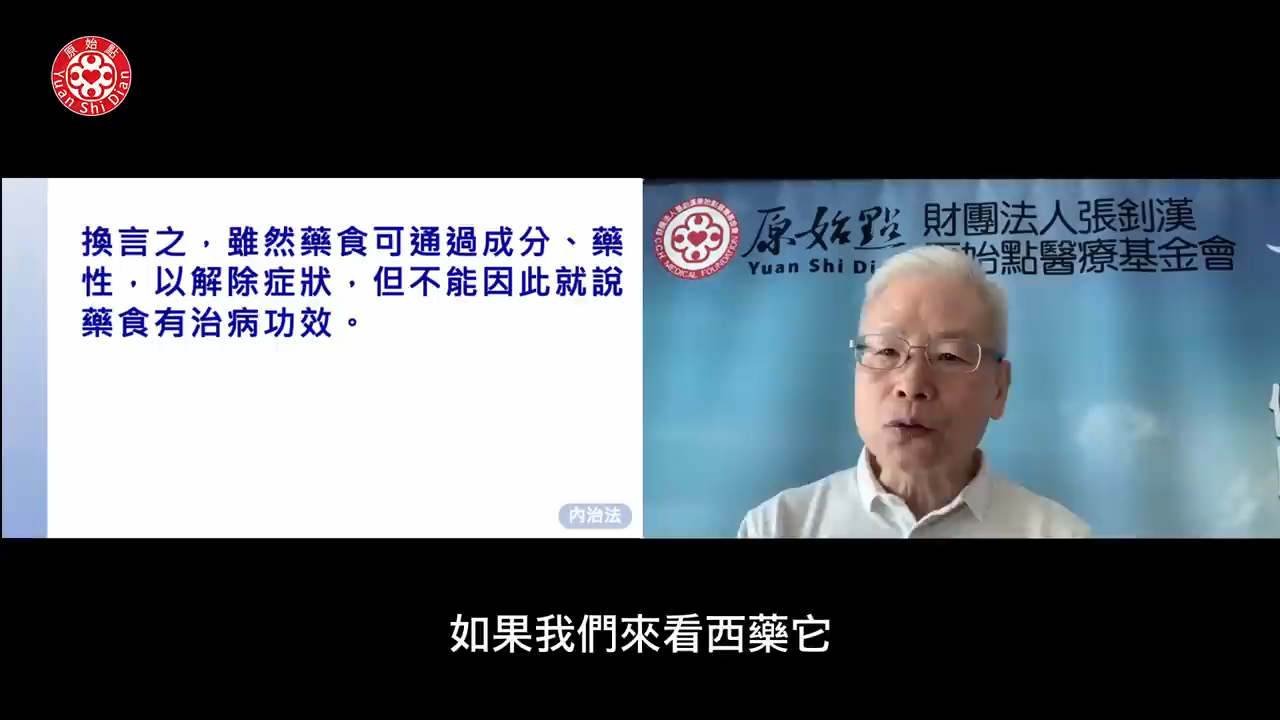 原始點
Yuan Shi Dian
換言之，雖然藥食可通過成分、藥
性，以解除症狀，但不能因此就說
藥食有治病功效。
內治法
原始點
Yuan Shi Di
財團法人張釗漢
原始點醫療基金會
CCH MEDICAL FOUNDATION
如果我們來看西藥它